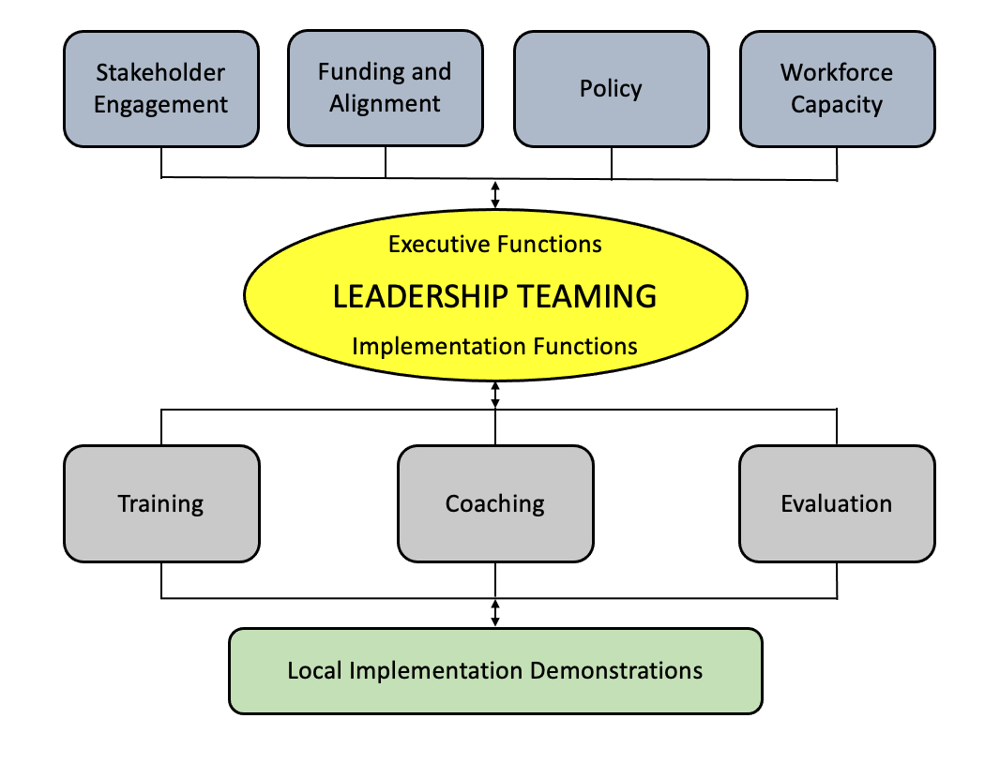 Stakeholder
Engagement
Funding and
Alignment
Policy
Workforce
Capacity
Executive Functions
LEADERSHIP TEAMING
Implementation Functions
Training
Coaching
Evaluation
Local Implementation Demonstrations